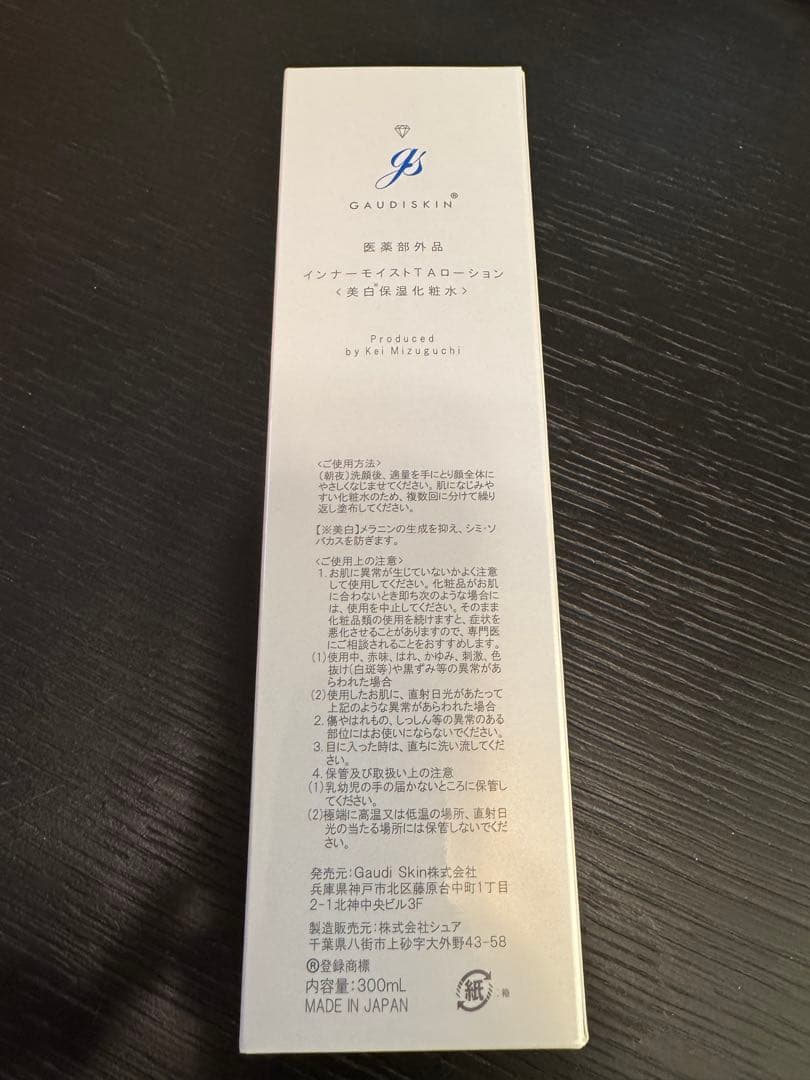 gs
GAUDISKIN®
医薬部外品
インナーモイストTAローション
<美白※保湿化粧水>
Produced
by Kei Mizuguchi
<ご使用方法>
(朝夜)洗顔後、適量を手にとり顔全体に
やさしくなじませてください。肌になじみや
すい化粧水のため、複数回に分けて繰り
返し塗布してください。
【※美白】メラニンの生成を抑え、シミ・ソ
バカスを防ぎます。
<ご使用上の注意>
1. お肌に異常が生じていないかよく注意
して使用してください。化粧品がお肌
に合わないとき即ち次のような場合に
は、使用を中止してください。そのまま
化粧品類の使用を続けますと、症状を
悪化させることがありますので、専門医
にご相談されることをおすすめします。
(1)使用中、赤味、はれ、かゆみ、刺激、色
抜け(白斑等)や黒ずみ等の異常があ
らわれた場合
(2)使用したお肌に、直射日光があたって
上記のような異常があらわれた場合
2. 傷やはれもの、しっしん等の異常のある
部位にはお使いにならないでください。
3. 目に入った時は、直ちに洗い流してくだ
さい。
4. 保管及び取扱い上の注意
(1)乳幼児の手の届かないところに保管し
てください。
(2)極端に高温又は低温の場所、直射日
光の当たる場所には保管しないでくだ
さい。
発売元:Gaudi Skin株式会社
兵庫県神戸市北区藤原台中町1丁目
2-1北神中央ビル3F
製造販売元:株式会社シュア
千葉県八街市上砂字大外野43-58
®登録商標
内容量:300mL
MADE IN JAPAN
紙
:箱